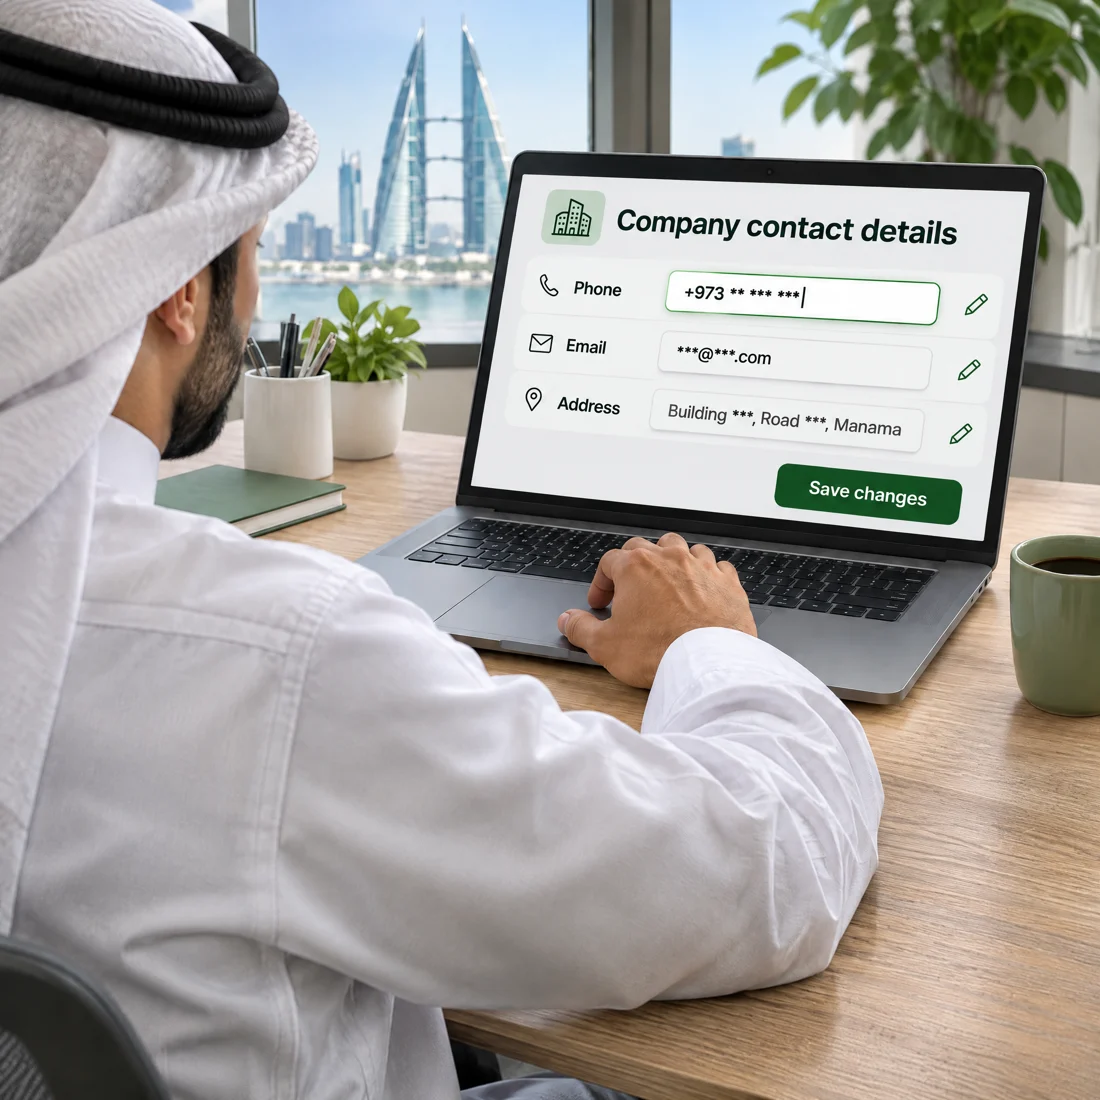 Company contact details
Phone +973 ** *** ***
Email ***@***.com
Address Building ***, Road ***, Manama
Save changes